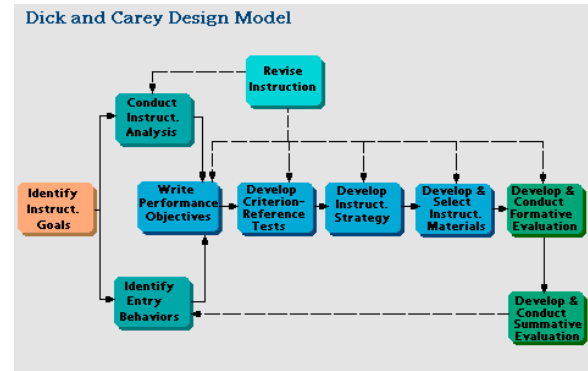 Dick and Carey Design Model
Revise
Instruction
Conduct
Instruct.
Analysis
Identify
Instruct.
Goals
Write
Performance
Objectives
Develop
Criterion-
Reference
Tests
Develop
Instruct.
Strategy
Develop &
Select
Instruct.
Materials
Develop &
Conduct
Formative
Evaluation
Identify
Entry
Behaviors
Develop &
Conduct
Summative
Evaluation